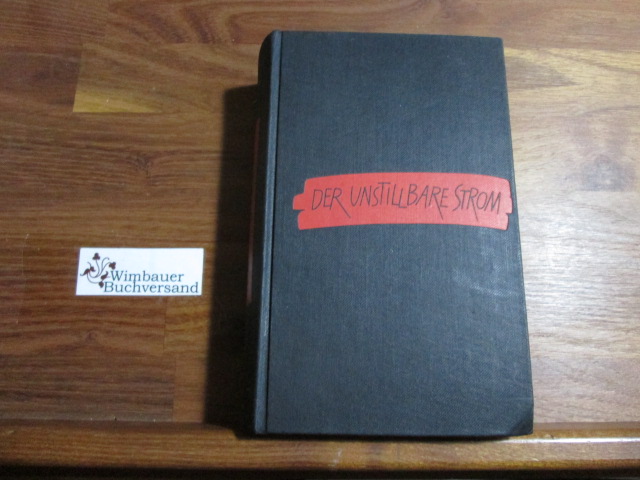 DER UNSTILLBARE STROM
Wimbauer
Buchversand